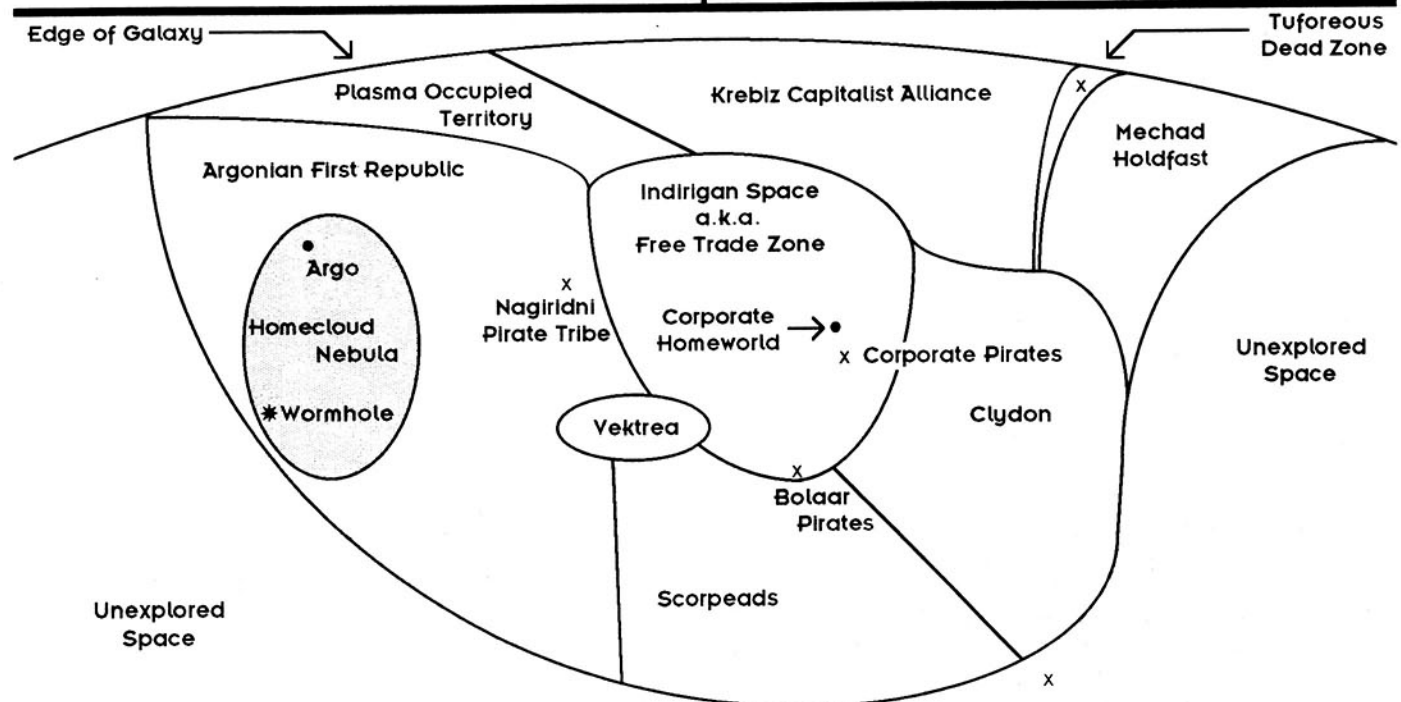 Edge of Galaxy
Tuforeous
Dead Zone
Plasma Occupied
Territory
Krebiz Capitalist Alliance
x
Mechad
Holdfast
Argonian First Republic
Indirigan Space
a.k.a.
Free Trade Zone
Argo
x
Nagiridni
Pirate Tribe
Homecloud
Nebula
Corporate
Homeworld
x Corporate Pirates
Unexplored
Space
Wormhole
Vektrea
Clydon
x
Bolaar
Pirates
Unexplored
Space
Scorpeads
x